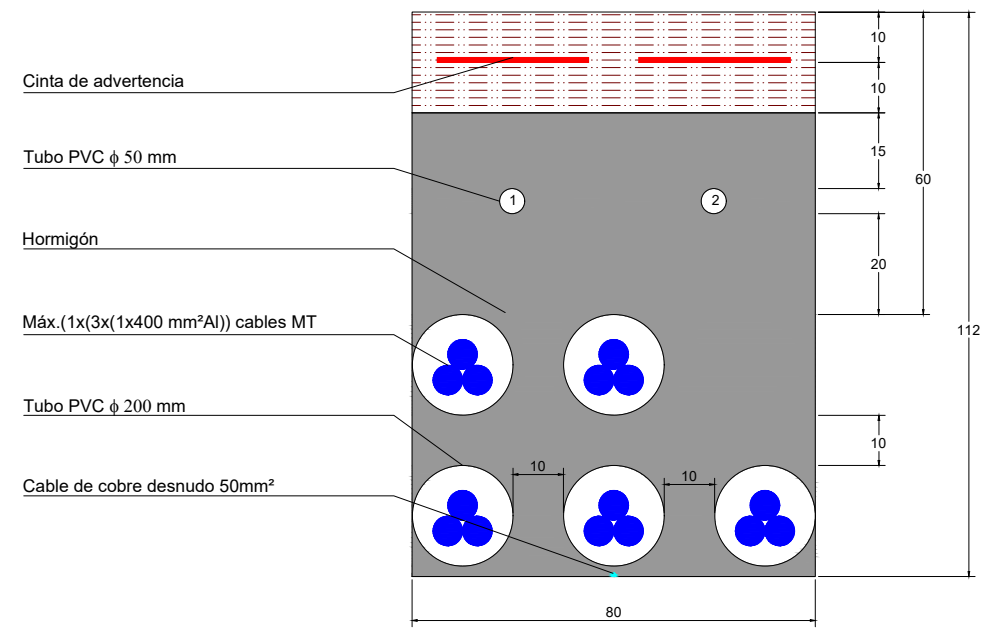 10
Cinta de advertencia
10
Tubo PVC ϕ 50 mm
15
60
1
2
Hormigón
20
Máx.(1x(3x(1x400 mm²Al)) cables MT
112
Tubo PVC ϕ 200 mm
10
10
10
Cable de cobre desnudo 50mm²
80